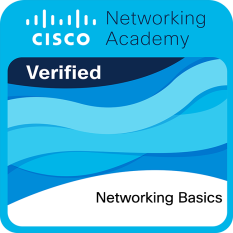 CISCO
Networking
Academy
Verified
Networking Basics